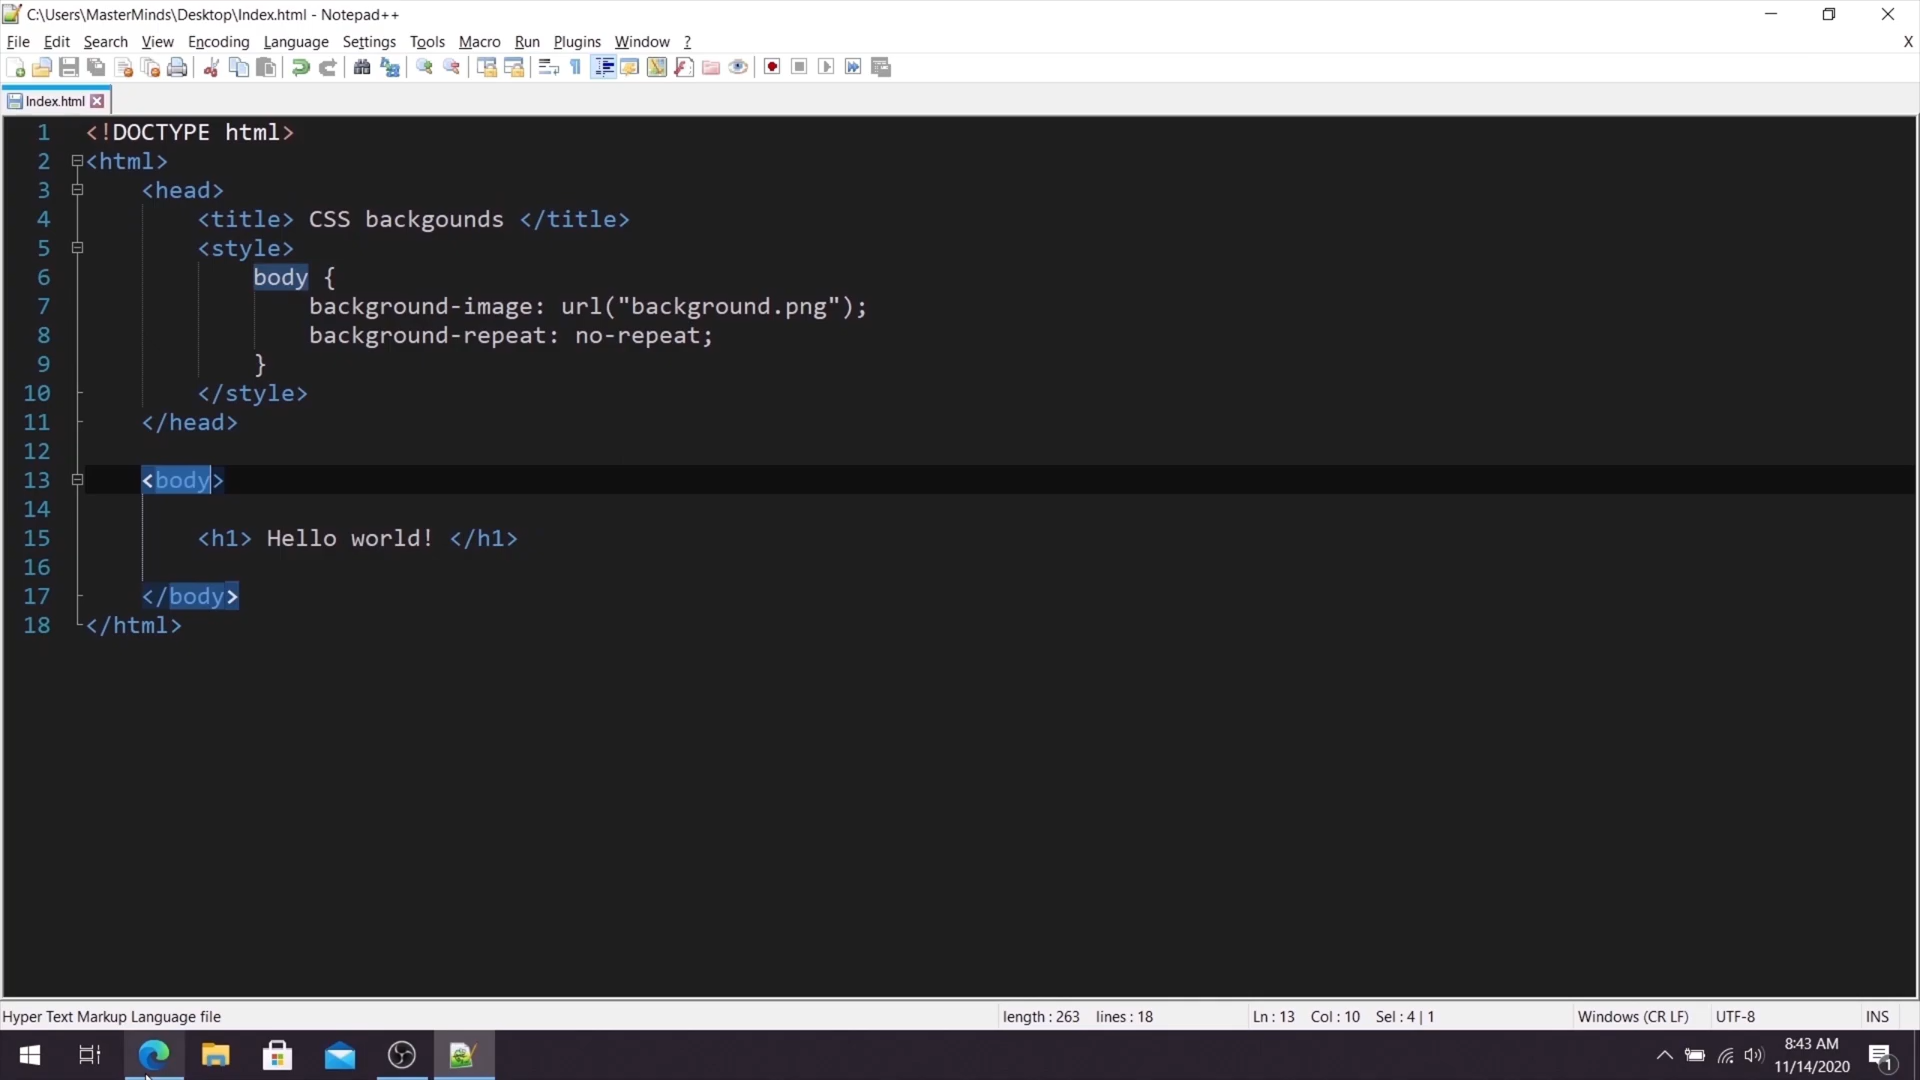 C:\Users\MasterMinds\Desktop\Index.html - Notepad++
File Edit Search View Encoding Language Settings Tools Macro Run Plugins Window ? X
Index.html
1 <!DOCTYPE html>
2 <html>
3 <head>
4 <title> CSS backgounds </title>
5 <style>
6 body {
7 background-image: url("background.png");
8 background-repeat: no-repeat;
9 }
10 </style>
11 </head>
12
13 <body>
14
15 <h1> Hello world! </h1>
16
17 </body>
18 </html>
Hyper Text Markup Language file length : 263 lines : 18 Ln : 13 Col : 10 Sel : 4 | 1 Windows (CR LF) UTF-8 INS
8:43 AM
11/14/2020
1